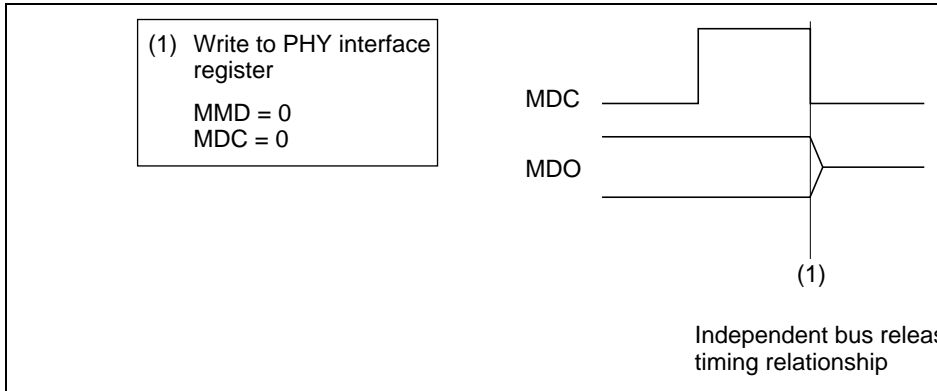 (1) Write to PHY interface
register
MMD = 0
MDC = 0
MDC
MDO
(1)
Independent bus releas
timing relationship